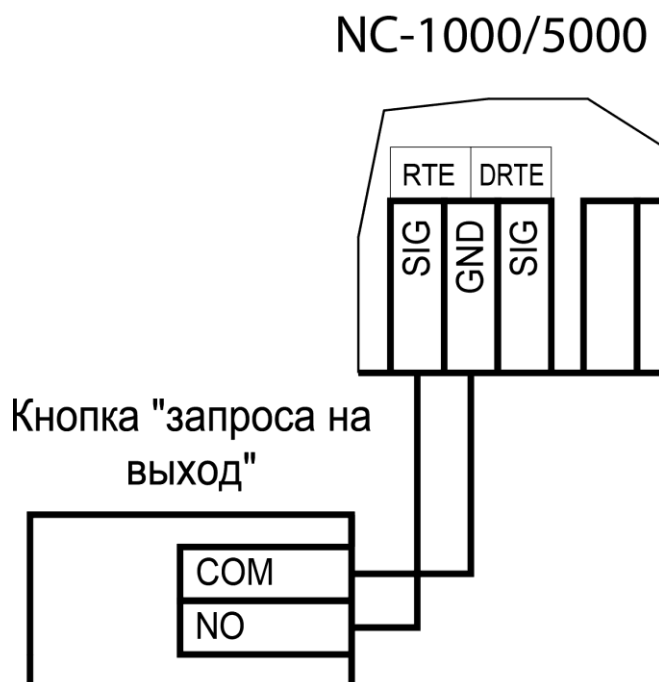 NC-1000/5000
RTE DRTE
SIG GND SIG
Кнопка "запроса на
выход"
COM
NO